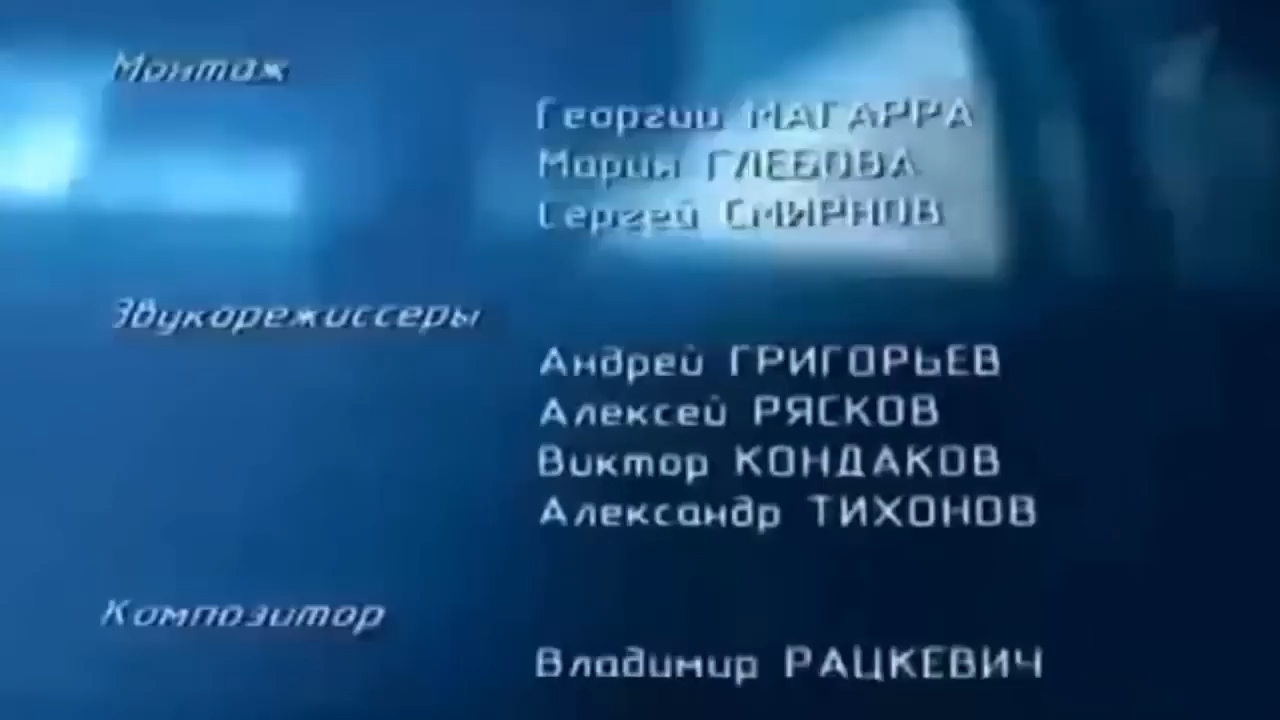 Монтаж
Георгий МАГАРРА
Мария ГЛЕБОВА
Сергей СМИРНОВ
Звукорежиссеры
Андрей ГРИГОРЬЕВ
Алексей РЯСКОВ
Виктор КОНДАКОВ
Александр ТИХОНОВ
Композитор
Владимир РАЦКЕВИЧ